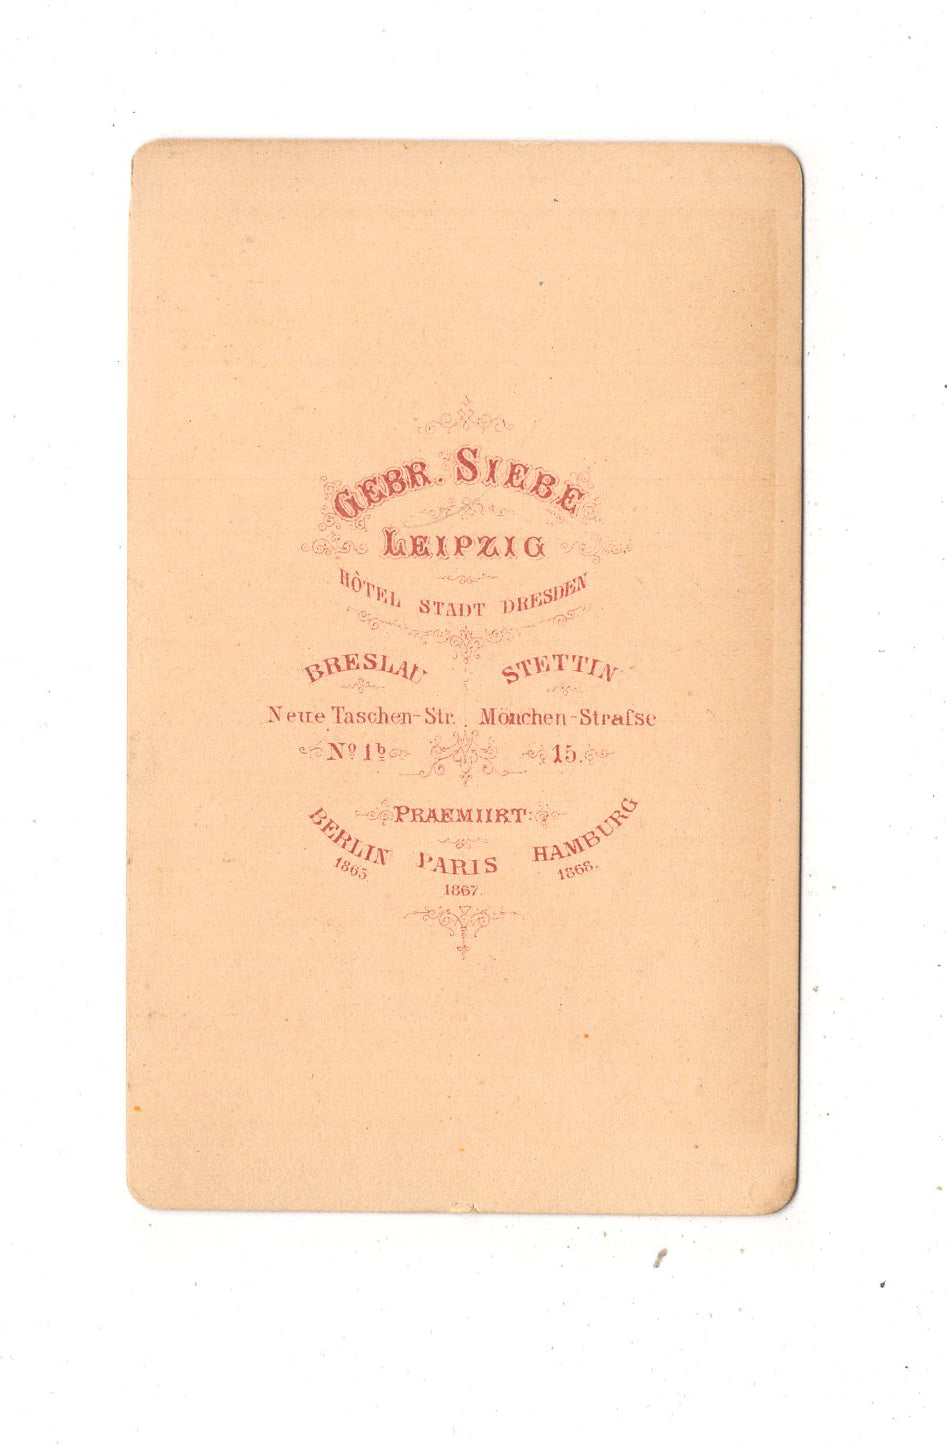 GEBR. SIEBE
LEIPZIG
HÔTEL STADT DRESDEN
BRESLAU STETTIN
Neue Taschen-Str. Mönchen-Straſse
Nº 1ᵇ 15.
PRAEMIIRT:
BERLIN PARIS HAMBURG
1865. 1867. 1868.